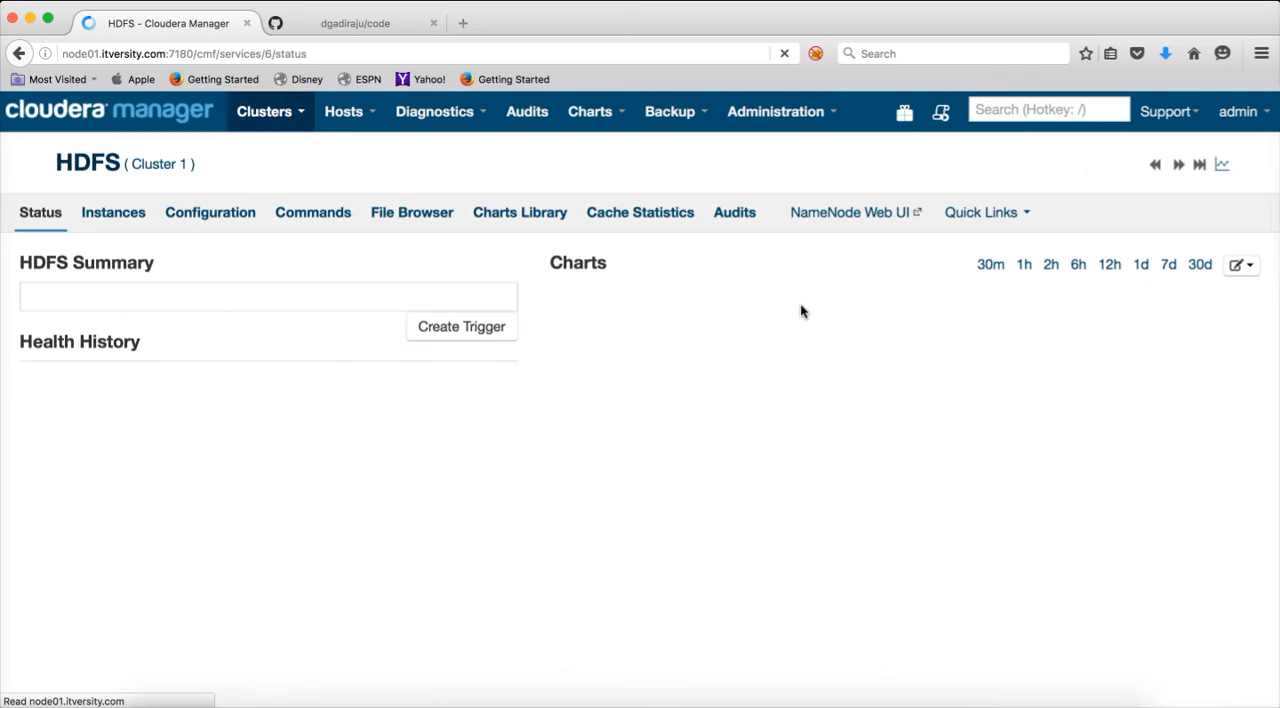 HDFS - Cloudera Manager
dgadiraju/code
node01.itversity.com:7180/cmf/services/6/status
Search
Most Visited
Apple
Getting Started
Disney
ESPN
Yahoo!
Getting Started
cloudera manager
Clusters
Hosts
Diagnostics
Audits
Charts
Backup
Administration
Search (Hotkey: /)
Support
admin
HDFS ( Cluster 1 )
Status
Instances
Configuration
Commands
File Browser
Charts Library
Cache Statistics
Audits
NameNode Web UI
Quick Links
HDFS Summary
Charts
30m 1h 2h 6h 12h 1d 7d 30d
Create Trigger
Health History
Read node01.itversity.com